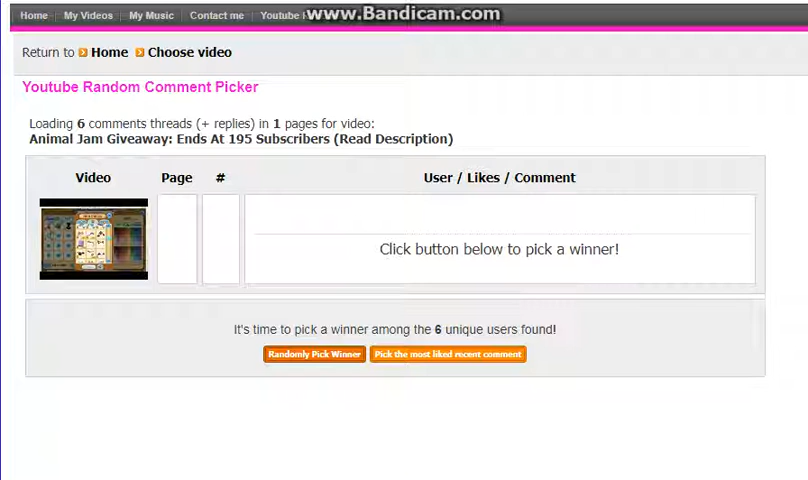 Home My Videos My Music Contact me Youtube
www.Bandicam.com
Return to Home Choose video
Youtube Random Comment Picker
Loading 6 comments threads (+ replies) in 1 pages for video:
Animal Jam Giveaway: Ends At 195 Subscribers (Read Description)
Video Page # User / Likes / Comment
Click button below to pick a winner!
It's time to pick a winner among the 6 unique users found!
Randomly Pick Winner Pick the most liked recent comment